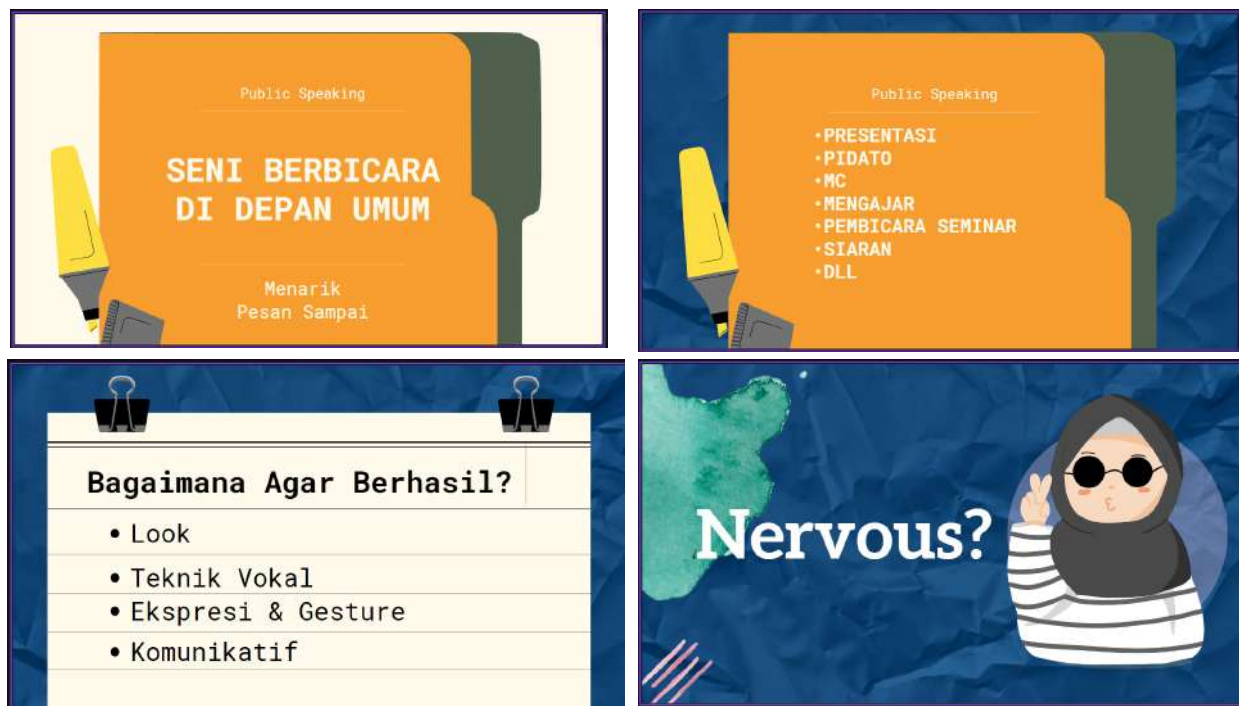 Public Speaking
SENI BERBICARA
DI DEPAN UMUM
Menarik
Pesan Sampai
Public Speaking
•PRESENTASI
•PIDATO
•MC
•MENGAJAR
•PEMBICARA SEMINAR
•SIARAN
•DLL
Bagaimana Agar Berhasil?
• Look
• Teknik Vokal
• Ekspresi & Gesture
• Komunikatif
Nervous?